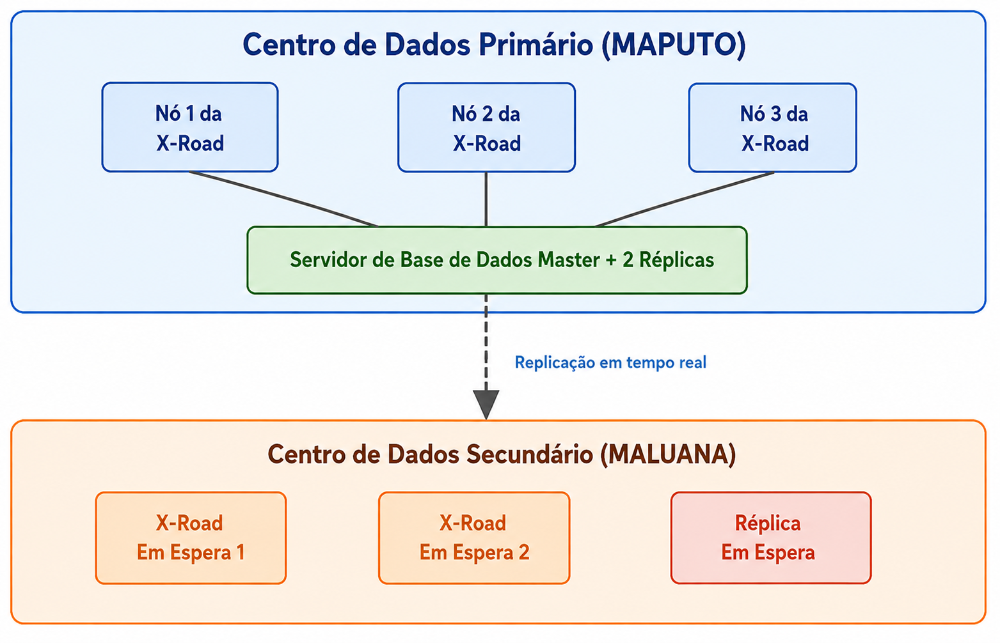 Centro de Dados Primário (MAPUTO)
Nó 1 da
X-Road
Nó 2 da
X-Road
Nó 3 da
X-Road
Servidor de Base de Dados Master + 2 Réplicas
Replicação em tempo real
Centro de Dados Secundário (MALUANA)
X-Road
Em Espera 1
X-Road
Em Espera 2
Réplica
Em Espera